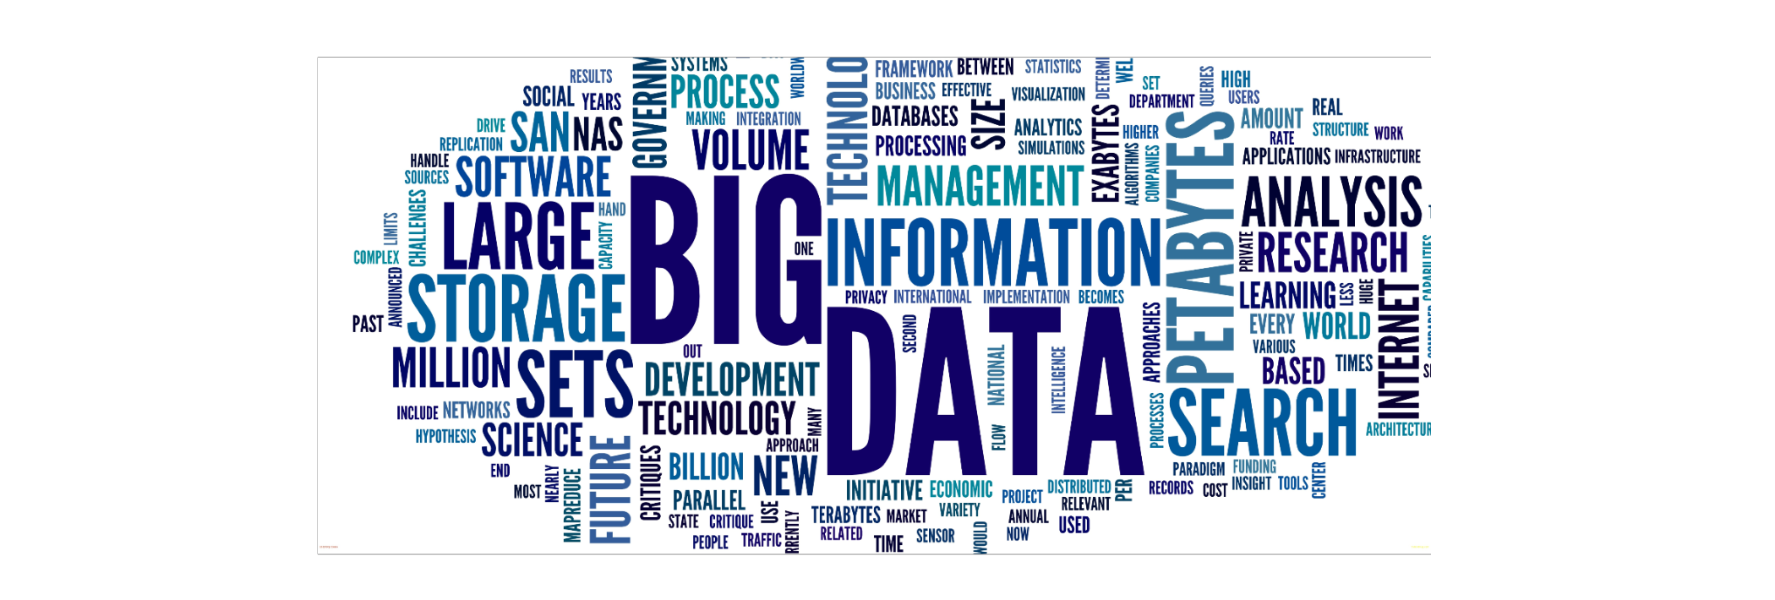 RESULTS
SOCIAL
YEARS
DRIVE
SAN
NAS
REPLICATION
HANDLE
SOURCES
SOFTWARE
LARGE
HAND
CAPACITY
CHALLENGES
LIMITS
COMPLEX
ANNOUNCED
STORAGE
PAST
MILLION
SETS
INCLUDE
NETWORKS
HYPOTHESIS
SCIENCE
END
MOST
NEARLY
MAPREDUCE
FUTURE
GOVERNM
SYSTEMS
PROCESS
WORLDW
MAKING
INTEGRATION
VOLUME
BIG
ONE
OUT
DEVELOPMENT
TECHNOLOGY
MANY
APPROACH
CRITIQUES
BILLION
NEW
PARALLEL
STATE
CRITIQUE
USE
PEOPLE
TRAFFIC
RRENTLY
TECHNOLO
FRAMEWORK
BETWEEN
STATISTICS
BUSINESS
EFFECTIVE
VISUALIZATION
DATABASES
SIZE
ANALYTICS
PROCESSING
SIMULATIONS
MANAGEMENT
EXABYTES
DETERMI
WEL
SET
DEPARTMENT
QUERIES
HIGH
USERS
HIGHER
ALGORITHMS
COMPANIES
INFORMATION
PRIVACY
INTERNATIONAL
IMPLEMENTATION
BECOMES
DATA
SECOND
NATIONAL
FLOW
INTELLIGENCE
APPROACHES
PROCESSES
PETABYTES
AMOUNT
REAL
RATE
STRUCTURE
WORK
APPLICATIONS
INFRASTRUCTURE
ANALYSIS
PRIVATE
RESEARCH
CAPABILITIES
LEARNING
LESS
HUGE
EVERY
WORLD
VARIOUS
BASED
TIMES
INTERNET
SEARCH
ARCHITECTUR
PARADIGM
FUNDING
RECORDS
COST
INSIGHT
TOOLS
CENTER
INITIATIVE
ECONOMIC
PROJECT
DISTRIBUTED
PER
RELEVANT
TERABYTES
MARKET
VARIETY
ANNUAL
USED
RELATED
TIME
SENSOR
WOULD
NOW